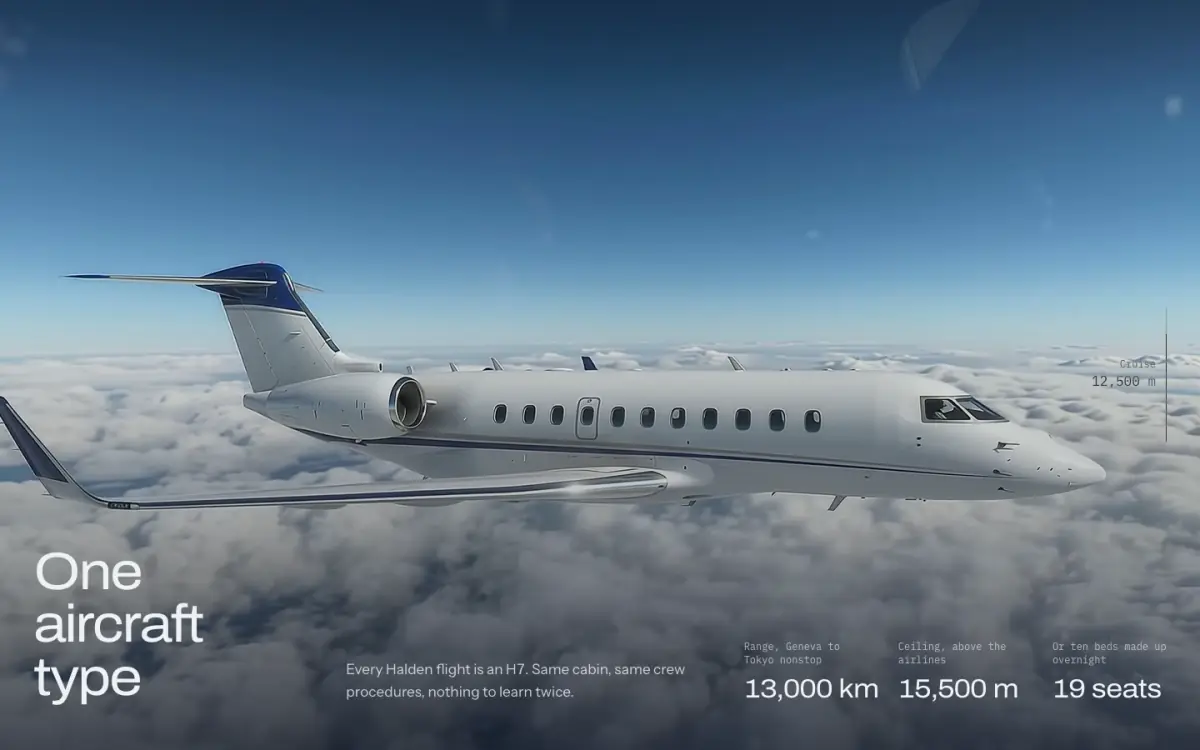 Cruise
12,500 m
One
aircraft
type
Every Halden flight is an H7. Same cabin, same crew
procedures, nothing to learn twice.
Range, Geneva to
Tokyo nonstop
13,000 km
Ceiling, above the
airlines
15,500 m
Or ten beds made up
overnight
19 seats